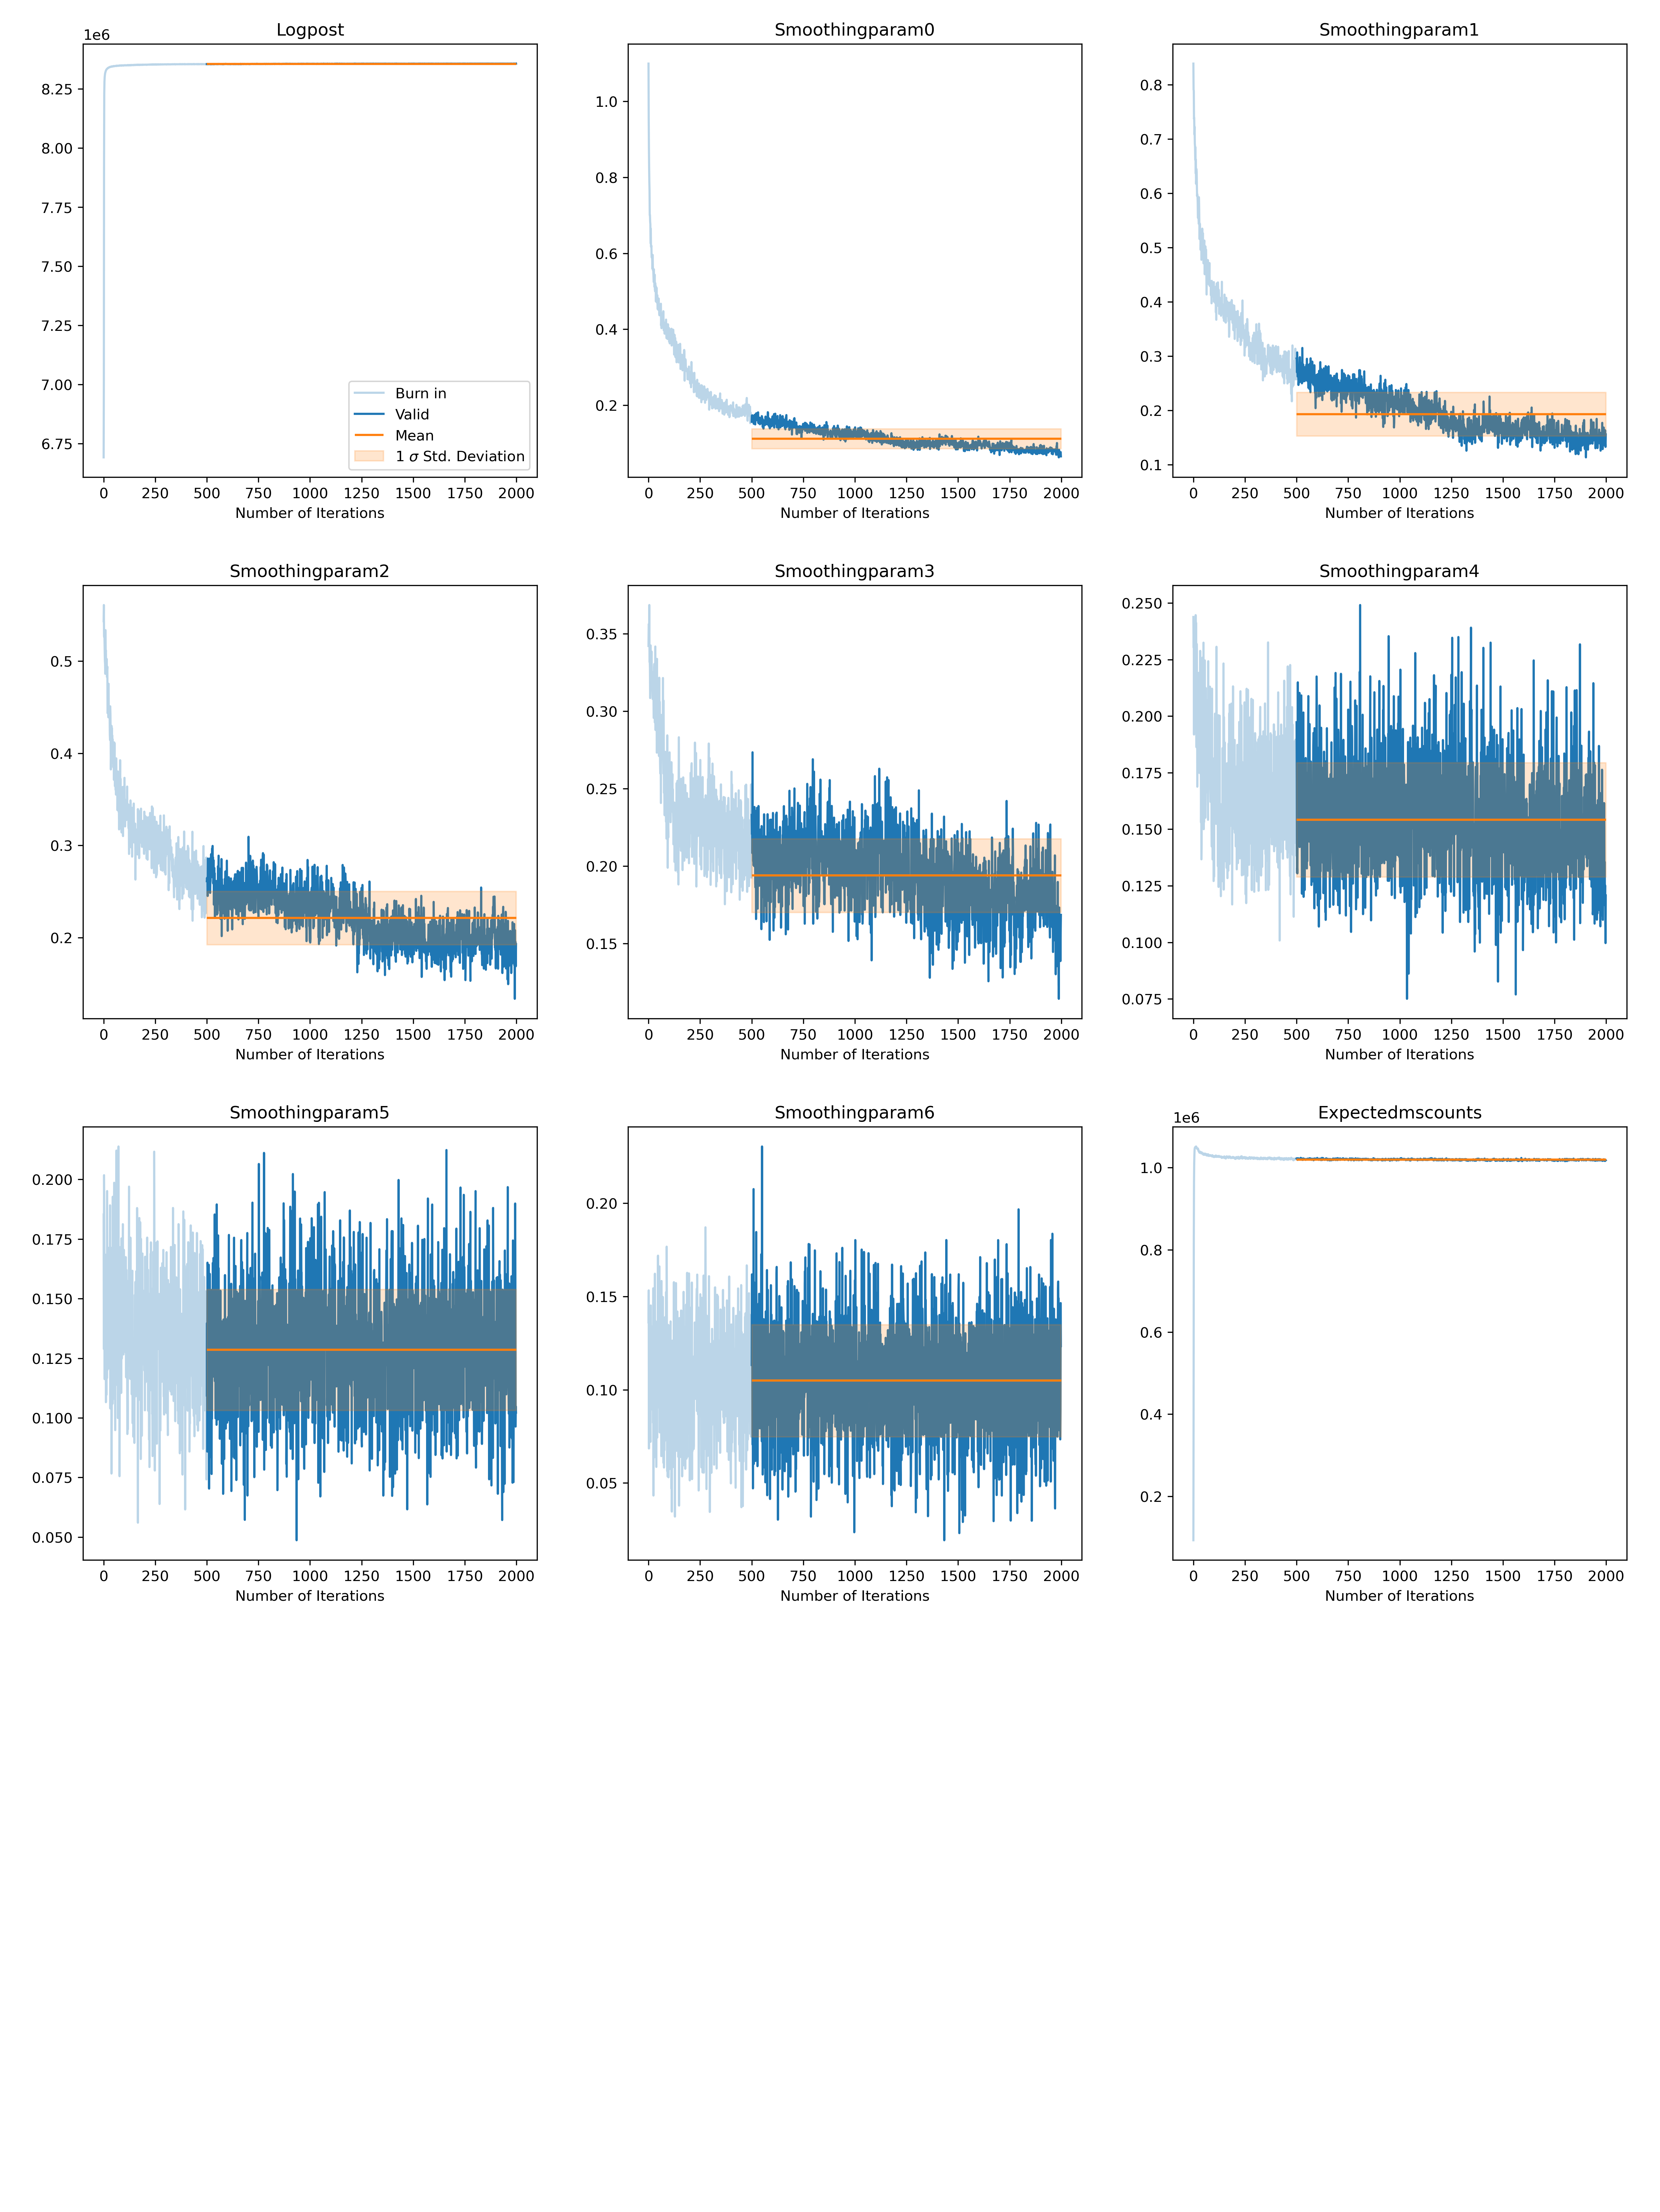 Logpost
1e6
8.25
8.00
7.75
7.50
7.25
7.00
6.75
Burn in
Valid
Mean
1 σ Std. Deviation
0 250 500 750 1000 1250 1500 1750 2000
Number of Iterations
Smoothingparam0
1.0
0.8
0.6
0.4
0.2
0 250 500 750 1000 1250 1500 1750 2000
Number of Iterations
Smoothingparam1
0.8
0.7
0.6
0.5
0.4
0.3
0.2
0.1
0 250 500 750 1000 1250 1500 1750 2000
Number of Iterations
Smoothingparam2
0.5
0.4
0.3
0.2
0 250 500 750 1000 1250 1500 1750 2000
Number of Iterations
Smoothingparam3
0.35
0.30
0.25
0.20
0.15
0 250 500 750 1000 1250 1500 1750 2000
Number of Iterations
Smoothingparam4
0.250
0.225
0.200
0.175
0.150
0.125
0.100
0.075
0 250 500 750 1000 1250 1500 1750 2000
Number of Iterations
Smoothingparam5
0.200
0.175
0.150
0.125
0.100
0.075
0.050
0 250 500 750 1000 1250 1500 1750 2000
Number of Iterations
Smoothingparam6
0.20
0.15
0.10
0.05
0 250 500 750 1000 1250 1500 1750 2000
Number of Iterations
Expectedmscounts
1e6
1.0
0.8
0.6
0.4
0.2
0 250 500 750 1000 1250 1500 1750 2000
Number of Iterations